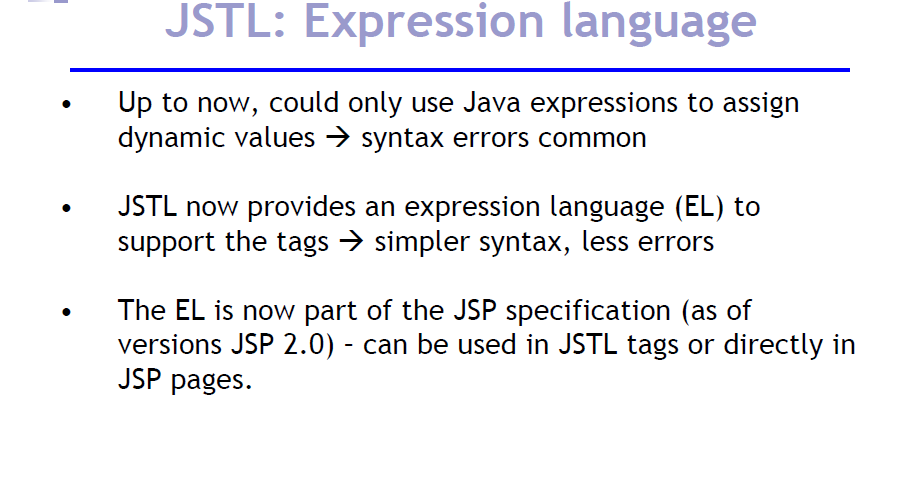 JSTL: Expression language
• Up to now, could only use Java expressions to assign
dynamic values → syntax errors common
• JSTL now provides an expression language (EL) to
support the tags → simpler syntax, less errors
• The EL is now part of the JSP specification (as of
versions JSP 2.0) – can be used in JSTL tags or directly in
JSP pages.